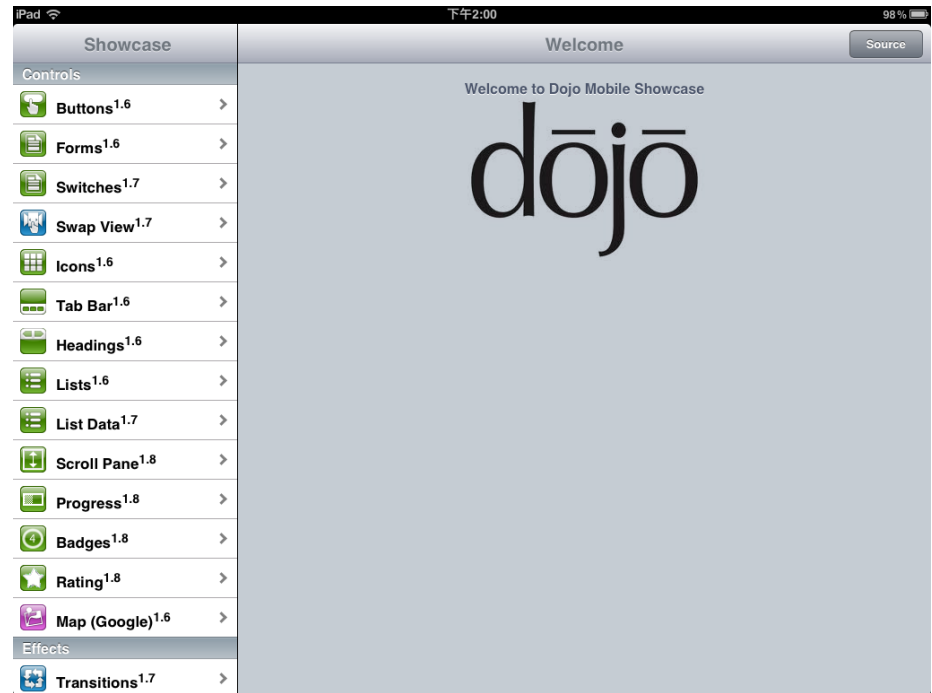 iPad 下午2:00 98%
Showcase
Welcome
Source
Controls
Buttons1.6
Forms1.6
Switches1.7
Swap View1.7
Icons1.6
Tab Bar1.6
Headings1.6
Lists1.6
List Data1.7
Scroll Pane1.8
Progress1.8
4
Badges1.8
Rating1.8
Map (Google)1.6
Effects
Transitions1.7
Welcome to Dojo Mobile Showcase
dōjō